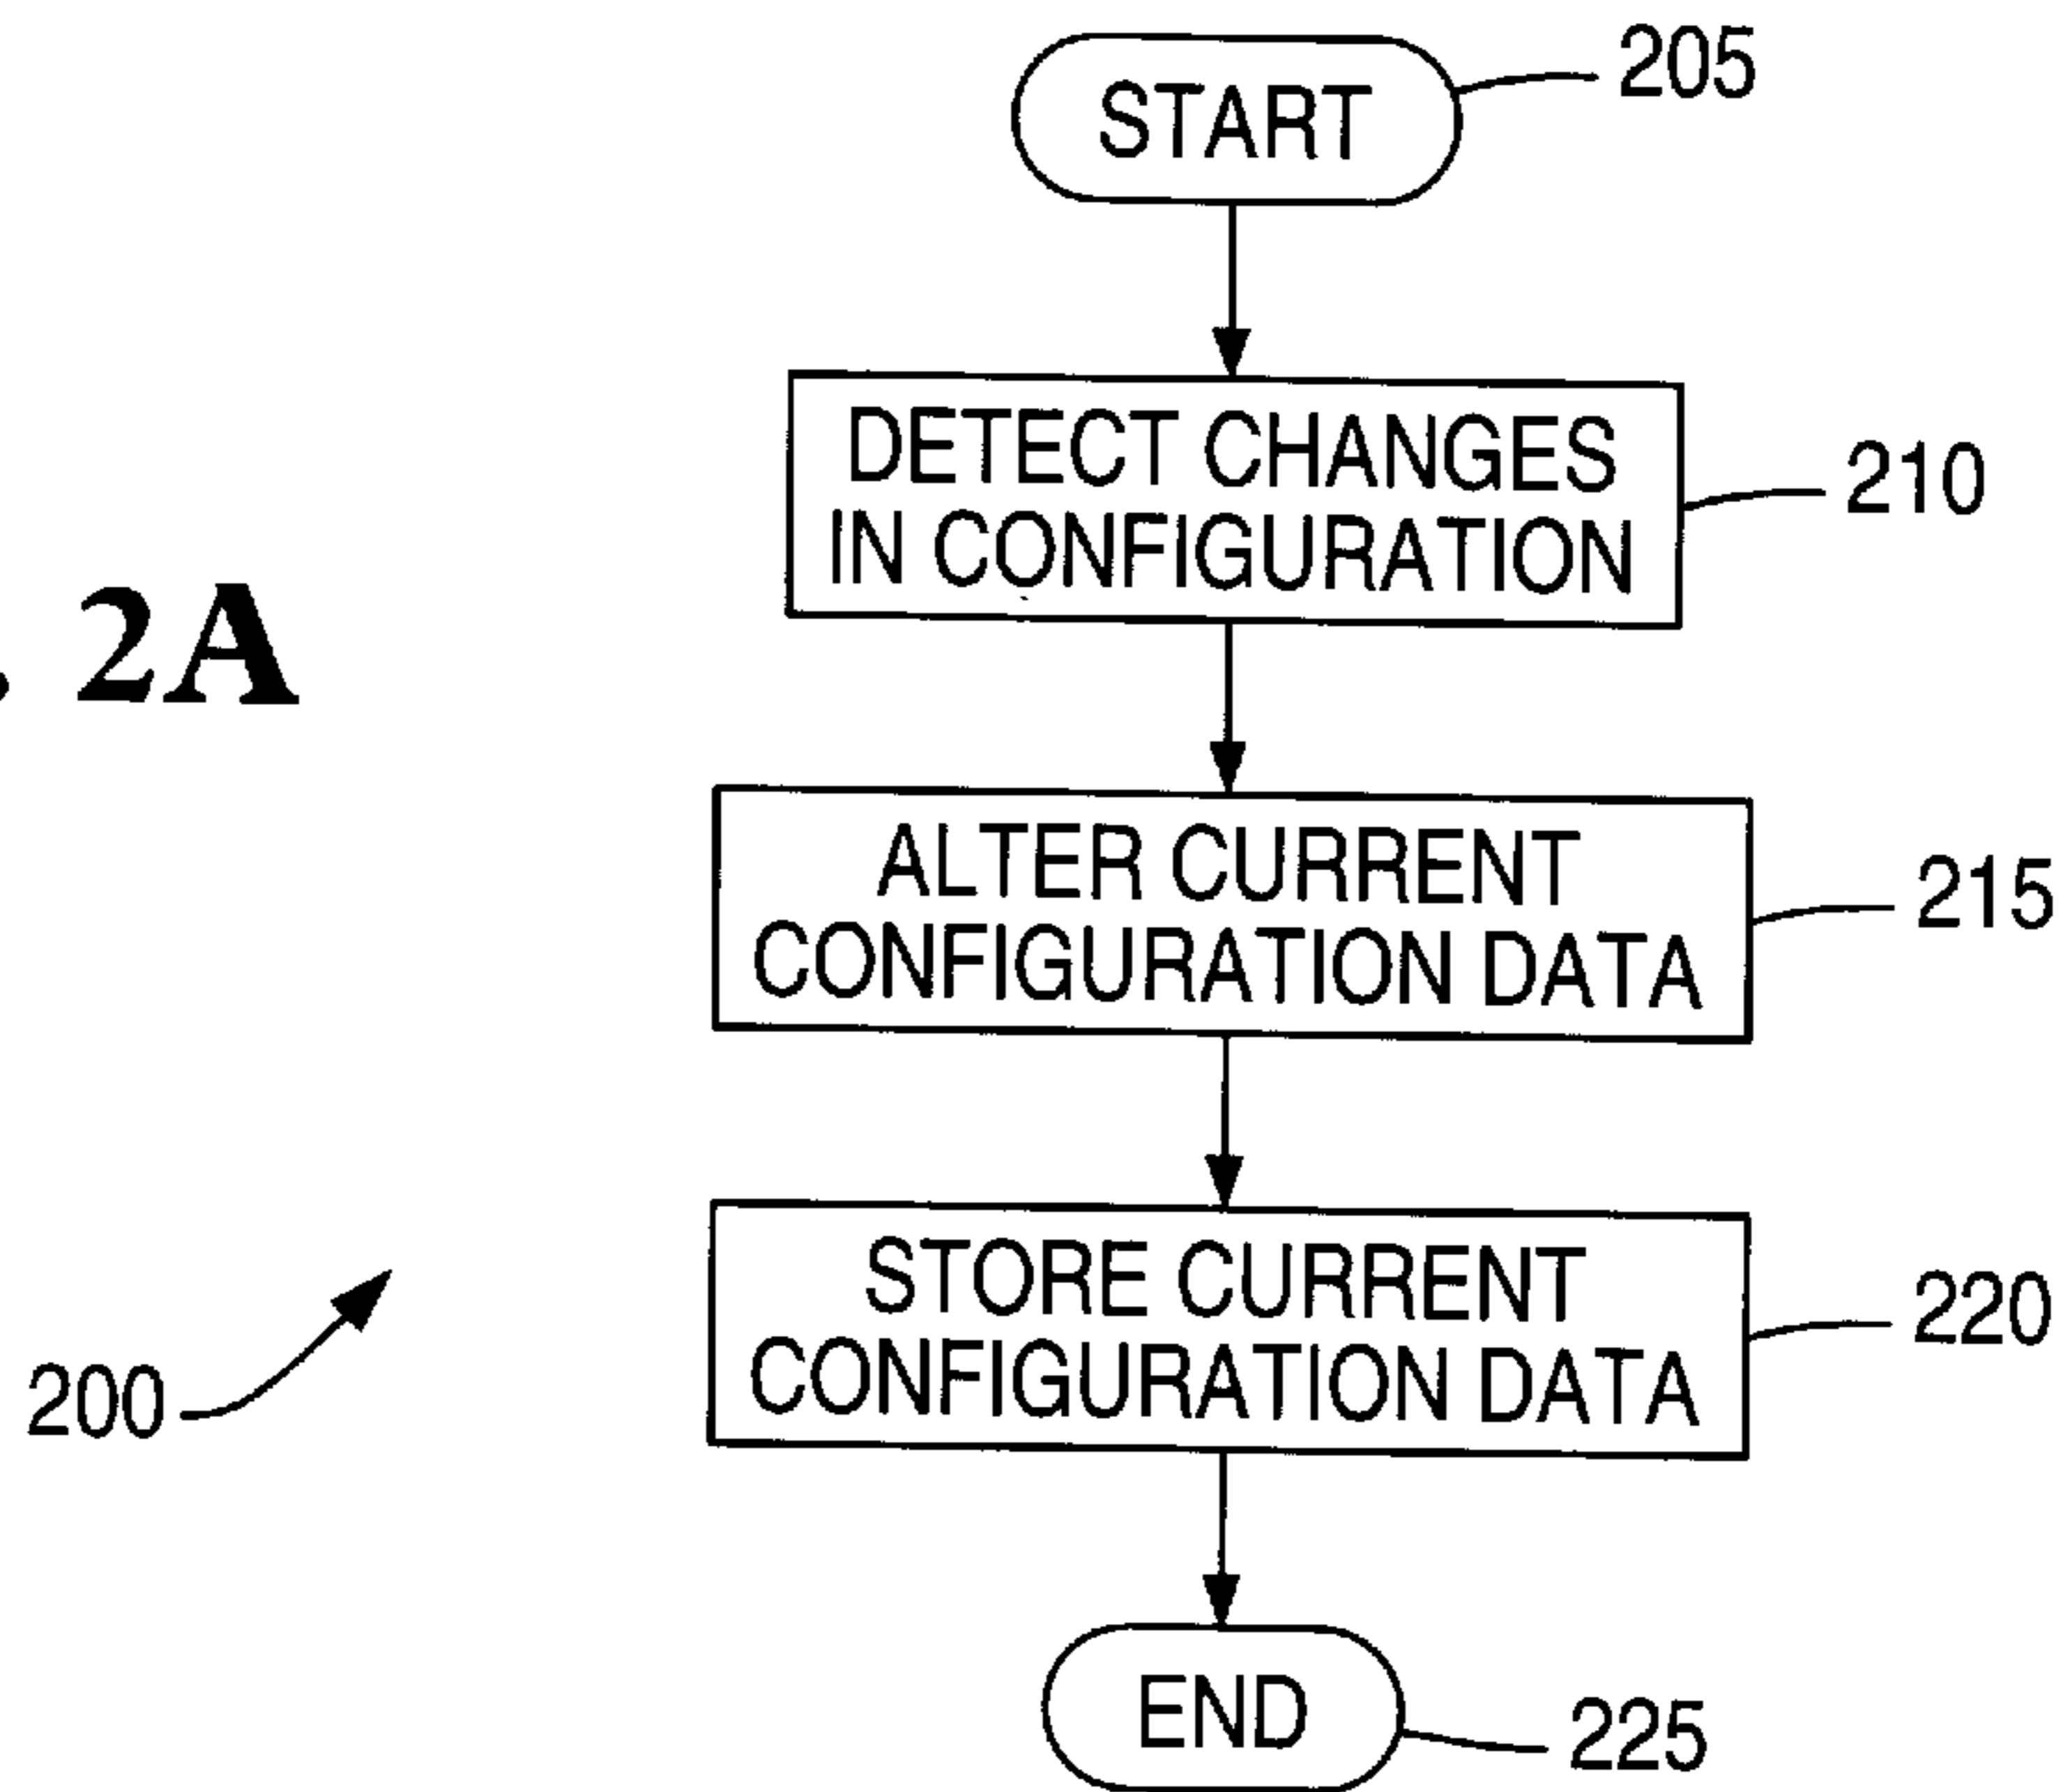 START
205
DETECT CHANGES
IN CONFIGURATION
210
2A
ALTER CURRENT
CONFIGURATION DATA
215
STORE CURRENT
CONFIGURATION DATA
220
200
END
225